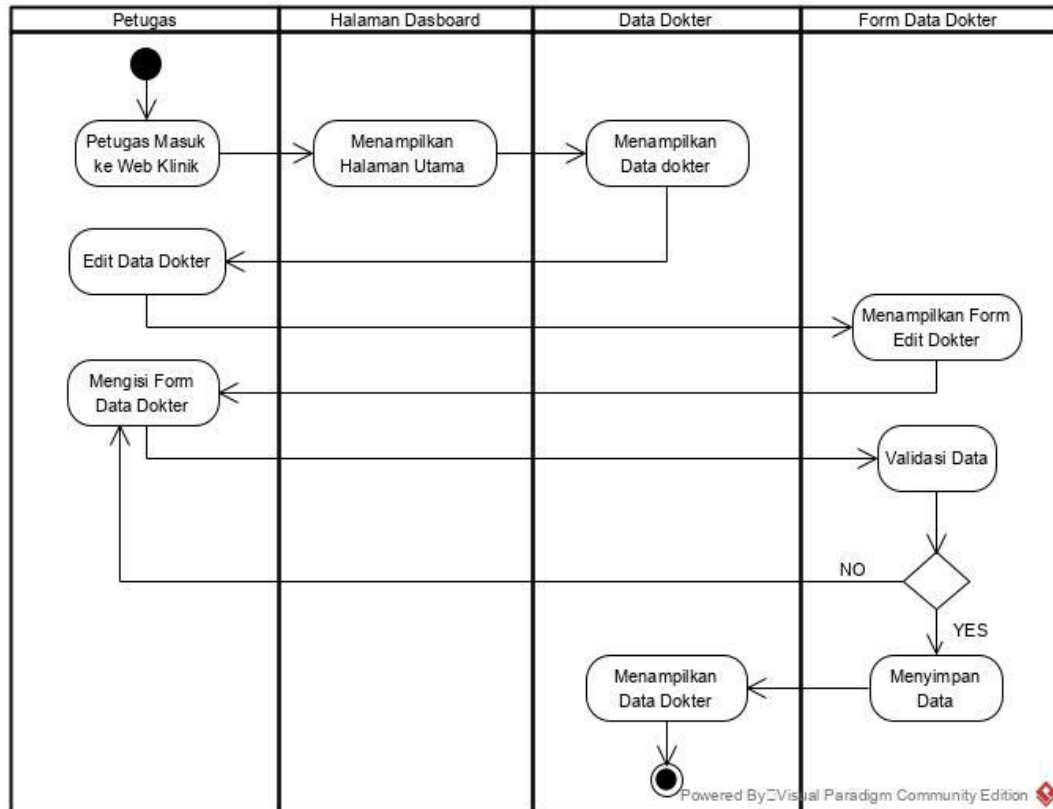 Petugas
Halaman Dasboard
Data Dokter
Form Data Dokter
Petugas Masuk
ke Web Klinik
Menampilkan
Halaman Utama
Menampilkan
Data dokter
Edit Data Dokter
Menampilkan Form
Edit Dokter
Mengisi Form
Data Dokter
Validasi Data
NO
YES
Menampilkan
Data Dokter
Menyimpan
Data
Powered By Visual Paradigm Community Edition